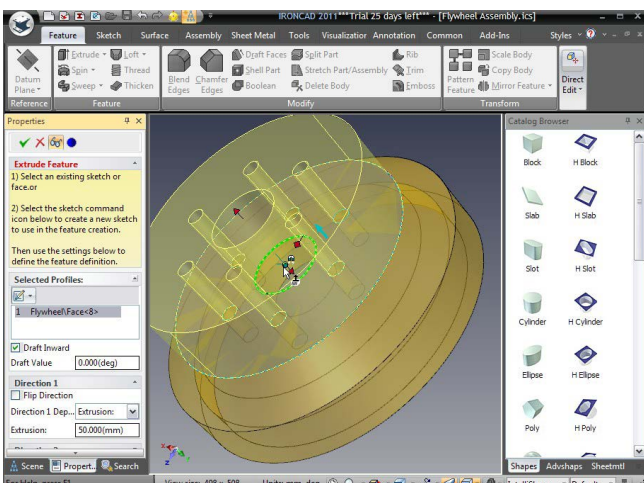 IRONCAD 2011***Trial 25 days left*** - [Flywheel Assembly.ics]
Feature Sketch Surface Assembly Sheet Metal Tools Visualization Annotation Common Add-Ins Styles
Extrude Loft Draft Faces Split Part Rib Scale Body
Spin Thread Shell Part Stretch Part/Assembly Trim Copy Body
Sweep Thicken Boolean Delete Body Emboss Mirror Feature
Datum Plane
Blend Edges
Chamfer Edges
Pattern Feature
Direct Edit
Reference Feature Modify Transform
Properties
Extrude Feature
1) Select an existing sketch or
face.or
2) Select the sketch command
icon below to create a new sketch
to use in the feature creation.
Then use the settings below to
define the feature definition.
Selected Profiles:
1 Flywheel\Face<8>
Draft Inward
Draft Value 0.000(deg)
Direction 1
Flip Direction
Direction 1 Dep... Extrusion:
Extrusion: 50.000(mm)
Scene Propert... Search
Catalog Browser
Block H Block
Slab H Slab
Slot H Slot
Cylinder H Cylinder
Elipse H Elipse
Poly H Poly
Shapes Advshaps Sheetmtl